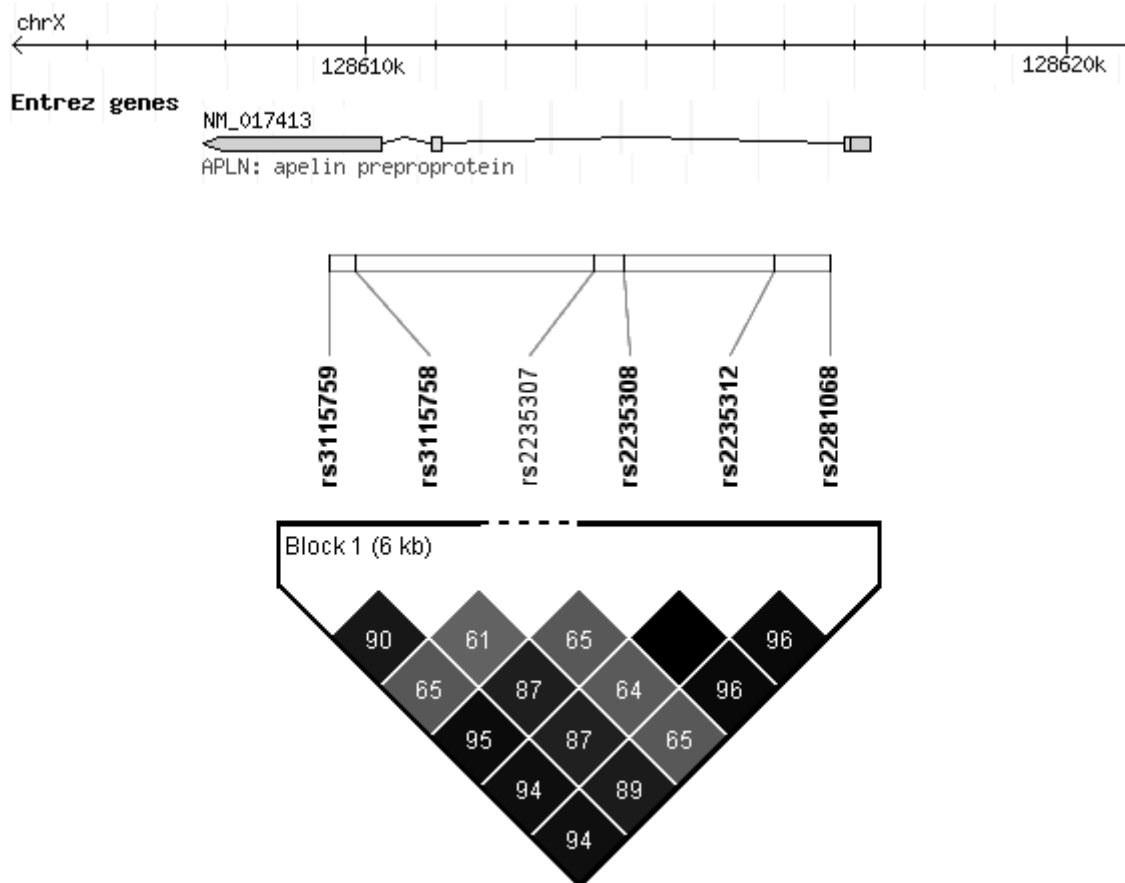 chrX
128610k 128620k
Entrez genes
NM_017413
APLN: apelin preproprotein
rs3115759 rs3115758 rs2235307 rs2235308 rs2235312 rs2281068
Block 1 (6 kb)
90 61 65 96
65 87 64 96
95 87 65
94 89
94